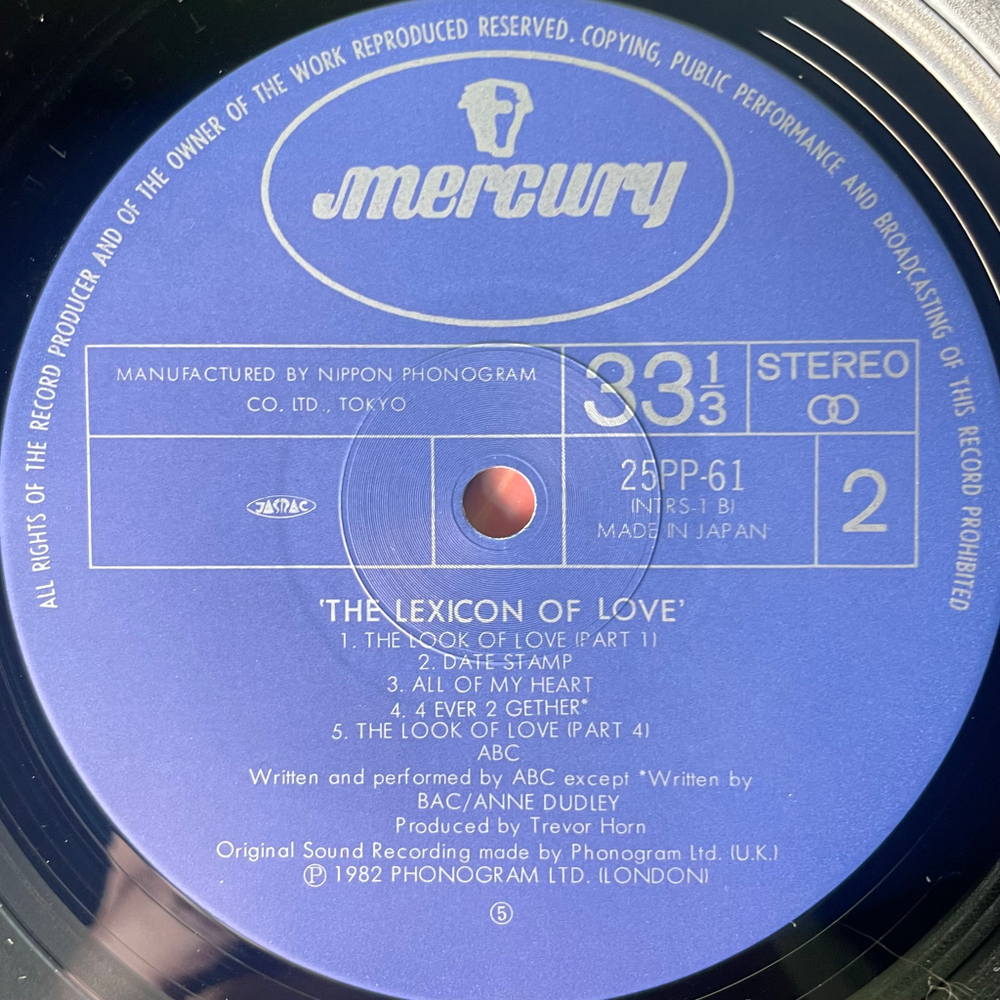 ALL RIGHTS OF THE RECORD PRODUCER AND OF THE OWNER OF THE WORK REPRODUCED RESERVED. COPYING, PUBLIC PERFORMANCE AND BROADCASTING OF THIS RECORD PROHIBITED
mercury
MANUFACTURED BY NIPPON PHONOGRAM
CO. LTD., TOKYO
33 1/3
STEREO
JASRAC
25PP-61
(NTRS-1 B)
MADE IN JAPAN
2
'THE LEXICON OF LOVE'
1. THE LOOK OF LOVE (PART 1)
2. DATE STAMP
3. ALL OF MY HEART
4. 4 EVER 2 GETHER*
5. THE LOOK OF LOVE (PART 4)
ABC
Written and performed by ABC except *Written by
BAC/ANNE DUDLEY
Produced by Trevor Horn
Original Sound Recording made by Phonogram Ltd. (U.K.)
Ⓟ 1982 PHONOGRAM LTD. (LONDON)
⑤